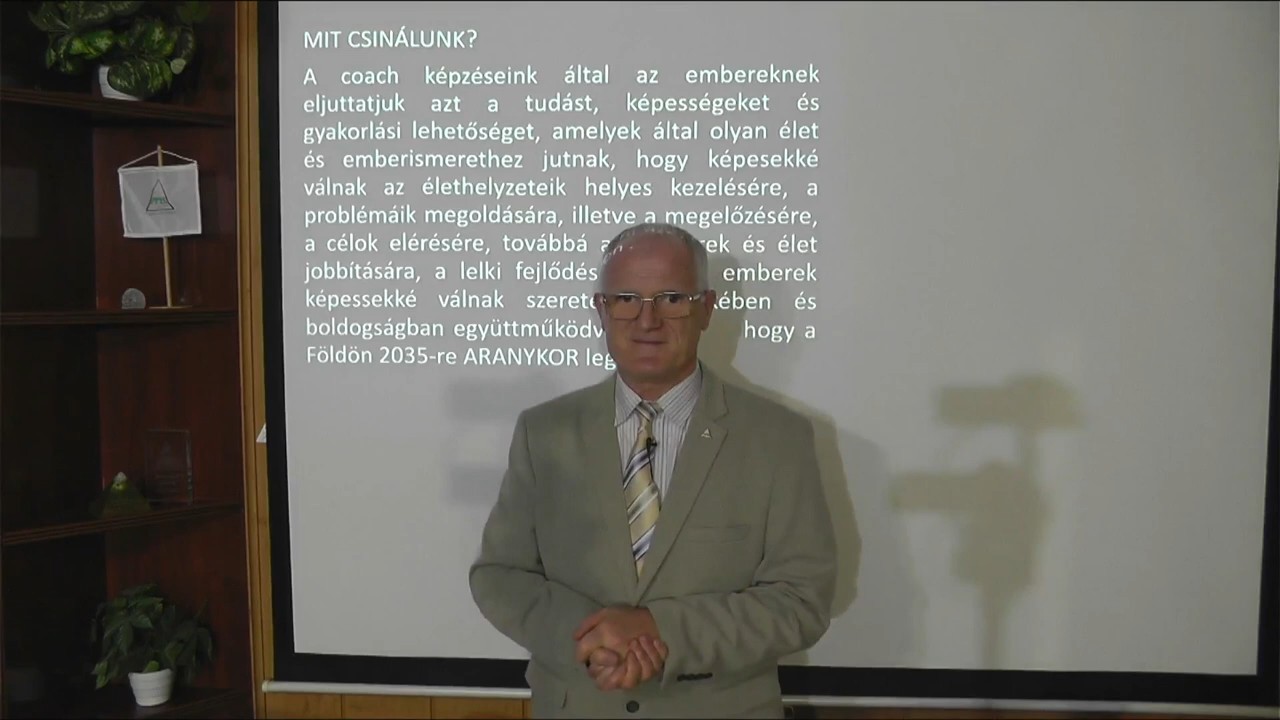 MIT CSINÁLUNK?
A coach képzéseink által az embereknek
eljuttatjuk azt a tudást, képességeket és
gyakorlási lehetőséget, amelyek által olyan élet
és emberismerethez jutnak, hogy képesekké
válnak az élethelyzeteik helyes kezelésére, a
problémáik megoldására, illetve a megelőzésére,
a célok elérésére, továbbá és élet
jobbítására, a lelki fejlődés emberek
képessekké válnak és
boldogságban hogy a
Földön 2035-re ARANYKOR